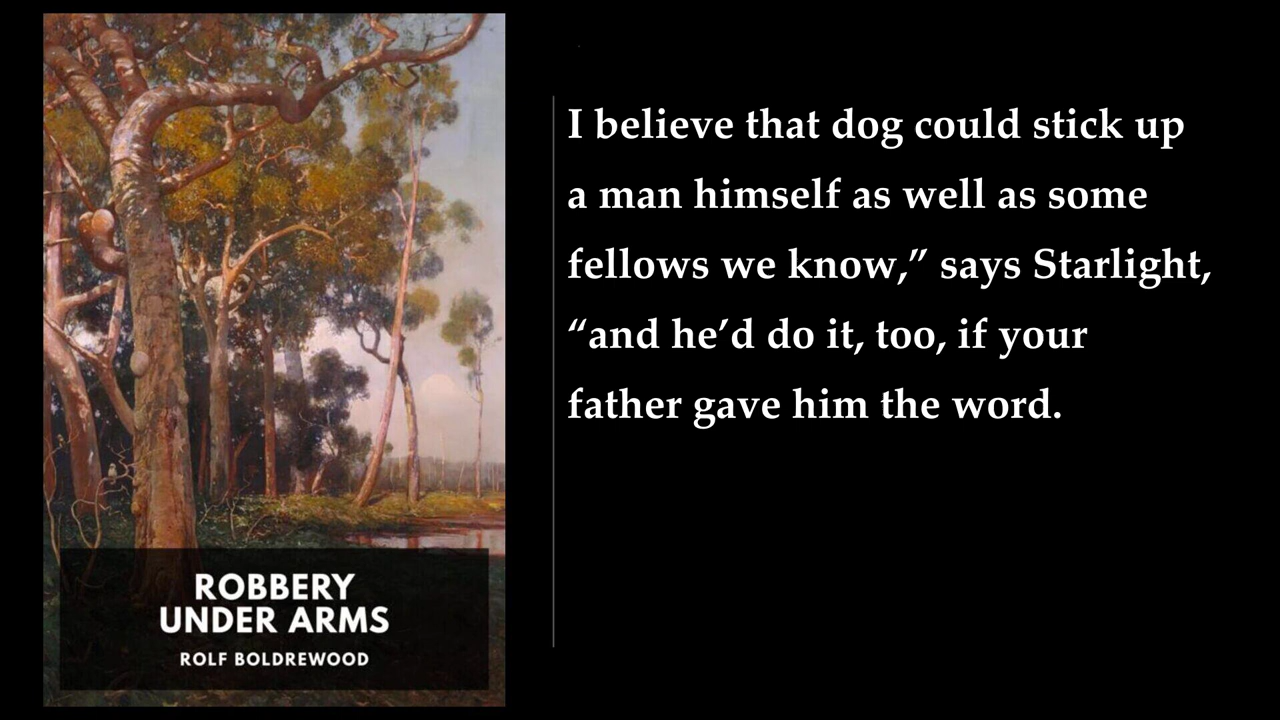 I believe that dog could stick up
a man himself as well as some
fellows we know,” says Starlight,
“and he’d do it, too, if your
father gave him the word.
ROBBERY
UNDER ARMS
ROLF BOLDREWOOD